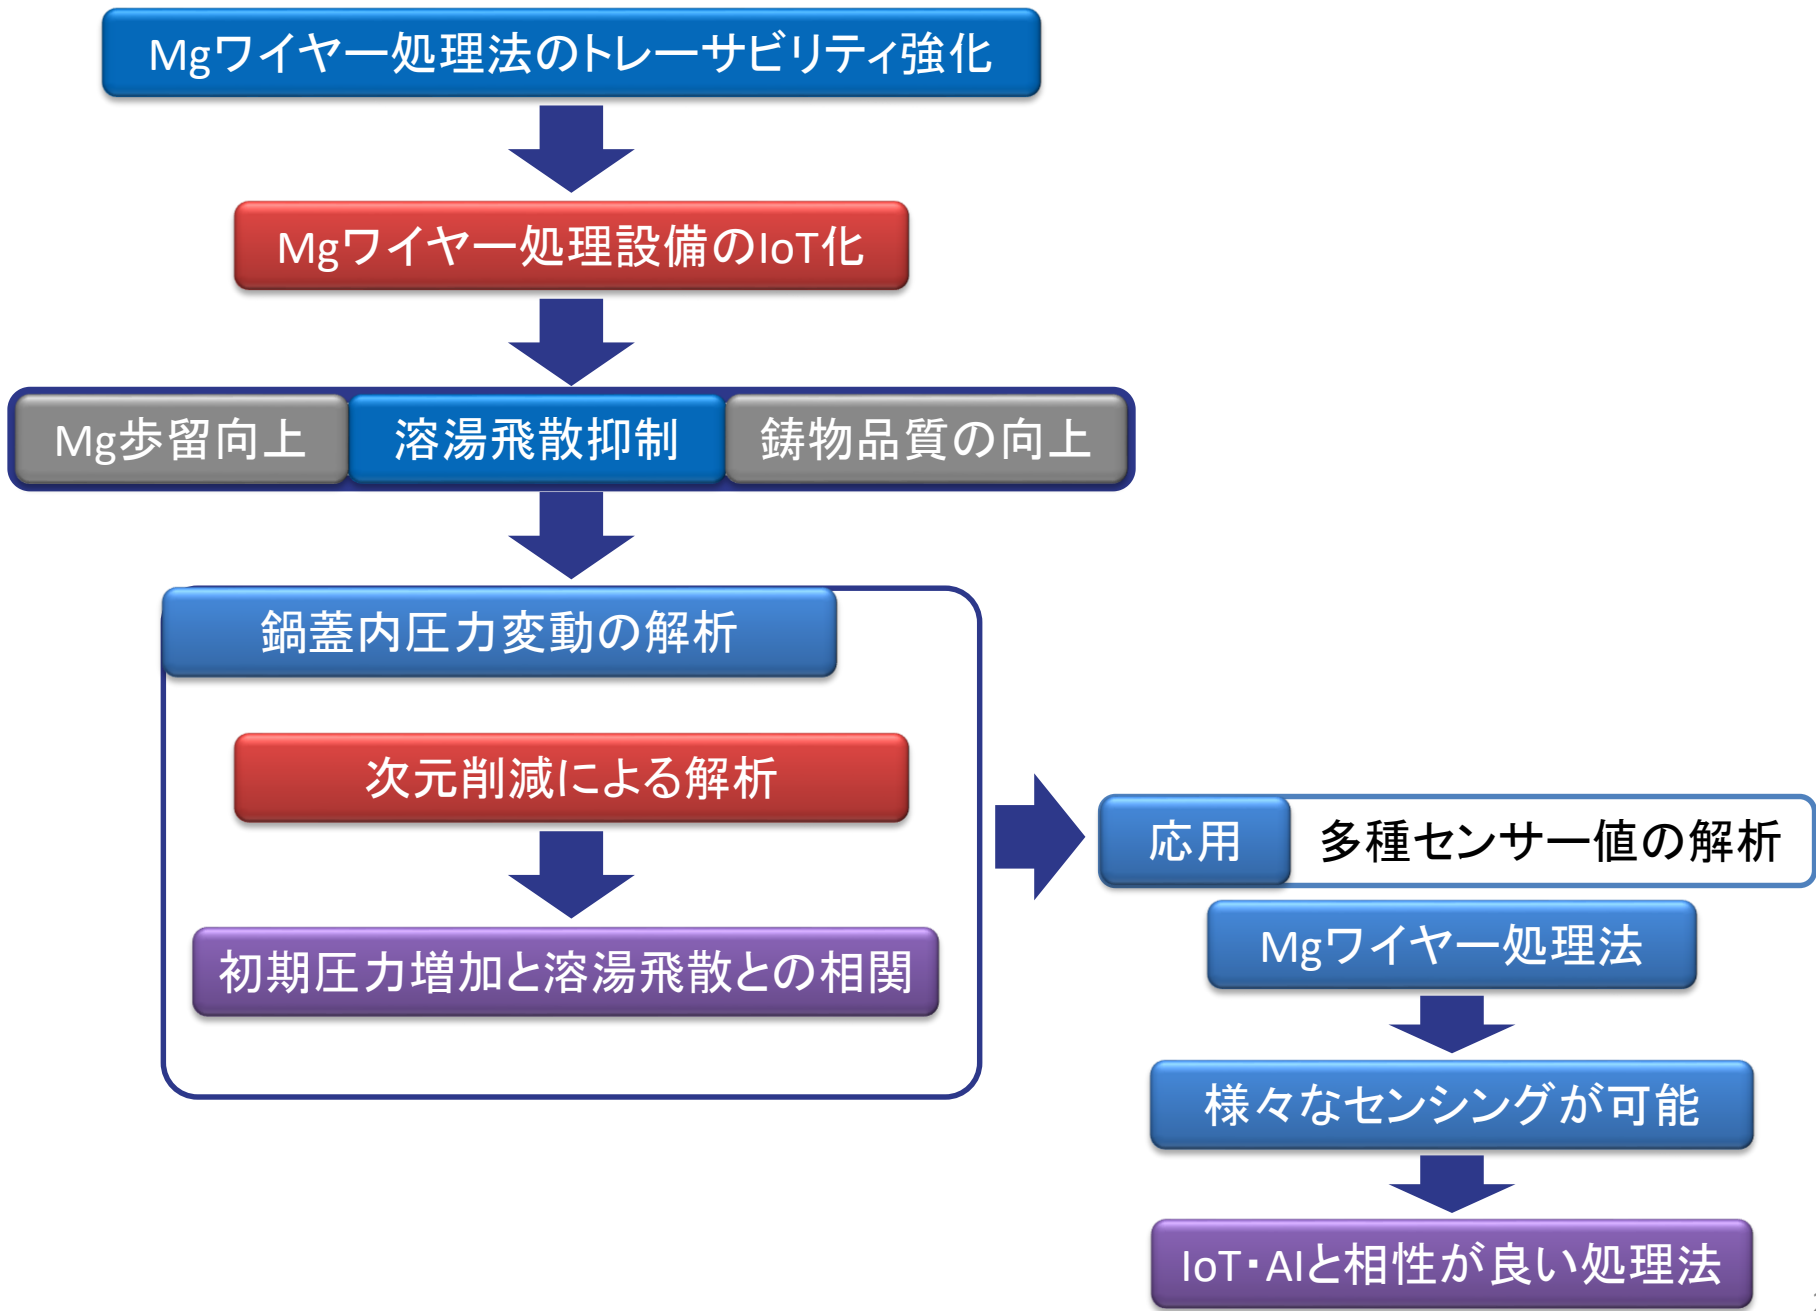 Mgワイヤー処理法のトレーサビリティ強化
Mgワイヤー処理設備のIoT化
Mg歩留向上 溶湯飛散抑制 鋳物品質の向上
鍋蓋内圧力変動の解析
次元削減による解析
初期圧力増加と溶湯飛散との相関
応用 多種センサー値の解析
Mgワイヤー処理法
様々なセンシングが可能
IoT・AIと相性が良い処理法